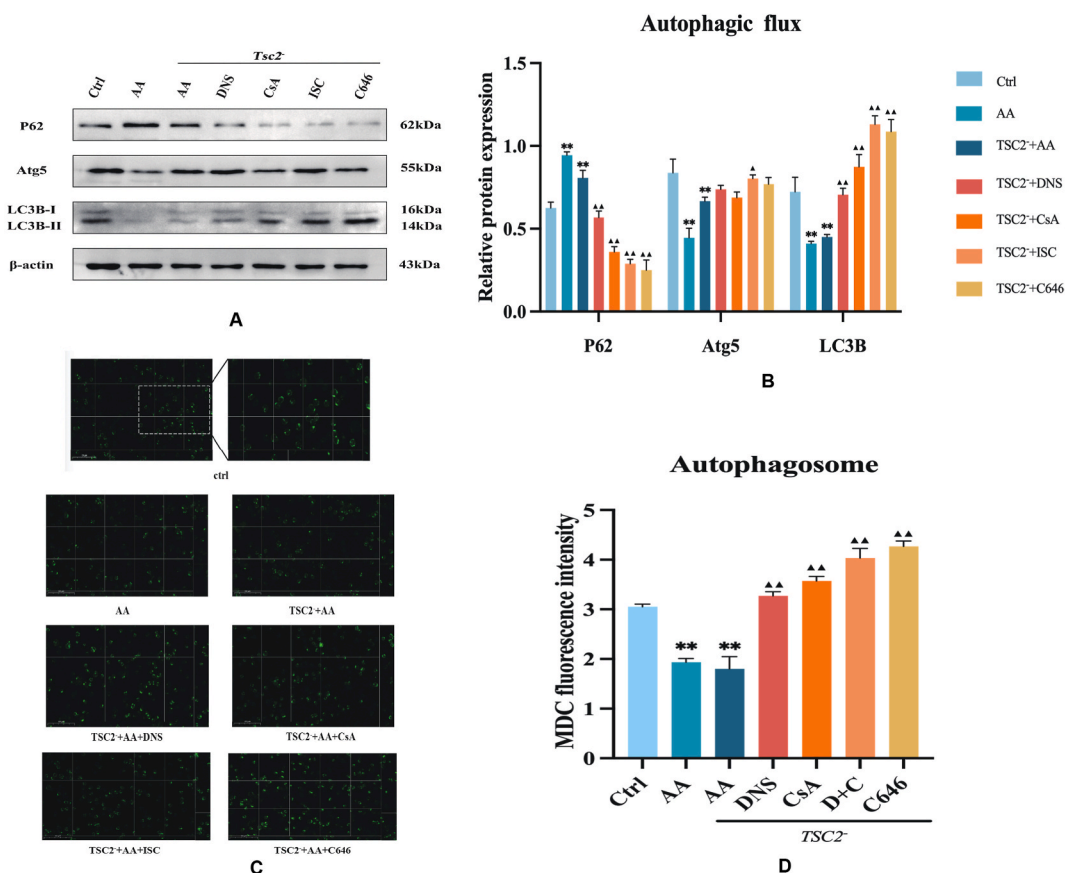 Tsc2-
Ctrl AA AA DNS CsA ISC C646
P62 62kDa
Atg5 55kDa
LC3B-I 16kDa
LC3B-II 14kDa
β-actin 43kDa
A
Autophagic flux
Relative protein expression
1.5
1.0
0.5
0.0
** ** ▲▲ ▲▲ ▲▲ ▲▲
** ** ▲
** ** ▲▲ ▲▲ ▲▲ ▲▲
P62 Atg5 LC3B
Ctrl
AA
TSC2-+AA
TSC2-+DNS
TSC2-+CsA
TSC2-+ISC
TSC2-+C646
B
ctrl
AA TSC2-+AA
TSC2-+AA+DNS TSC2-+AA+CsA
TSC2-+AA+ISC TSC2-+AA+C646
C
Autophagosome
MDC fluorescence intensity
5
4
3
2
1
0
** ** ▲▲ ▲▲ ▲▲ ▲▲
Ctrl AA AA DNS CsA D+C C646
TSC2-
D